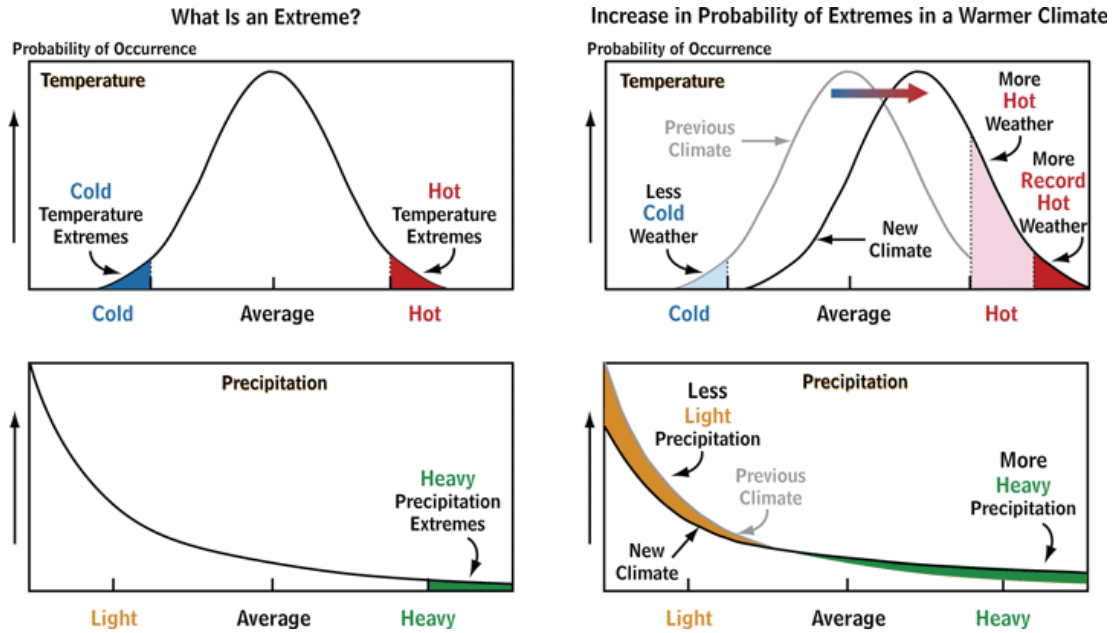 What Is an Extreme?
Probability of Occurrence
Temperature
Cold
Temperature
Extremes
Hot
Temperature
Extremes
Cold
Average
Hot
Precipitation
Heavy
Precipitation
Extremes
Light
Average
Heavy
Increase in Probability of Extremes in a Warmer Climate
Probability of Occurrence
Temperature
Previous
Climate
Less
Cold
Weather
New
Climate
More
Hot
Weather
More
Record
Hot
Weather
Cold
Average
Hot
Precipitation
Less
Light
Precipitation
Previous
Climate
New
Climate
More
Heavy
Precipitation
Light
Average
Heavy